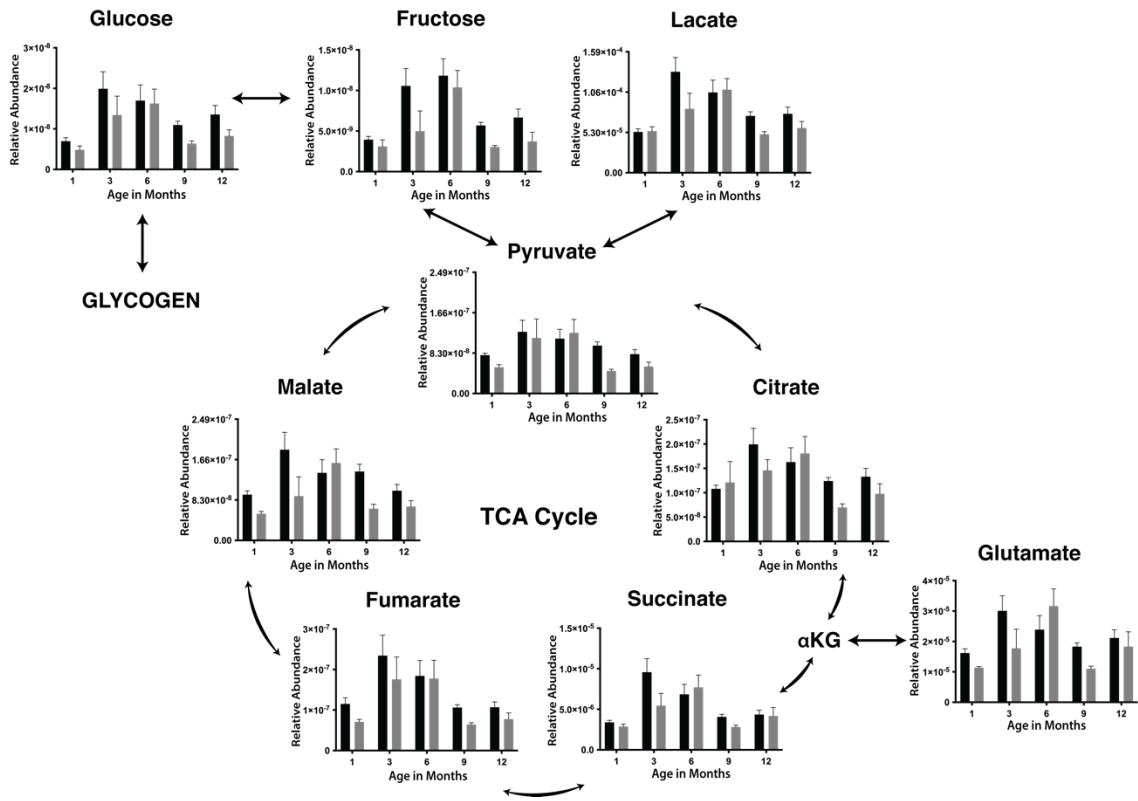 Glucose
Relative Abundance
3×10⁻⁸
2×10⁻⁸
1×10⁻⁸
0
1 3 6 9 12
Age in Months
Fructose
Relative Abundance
1.5×10⁻⁸
1.0×10⁻⁸
5.0×10⁻⁹
0.0
1 3 6 9 12
Age in Months
Lacate
Relative Abundance
1.59×10⁻⁴
1.06×10⁻⁴
5.30×10⁻⁵
0.00
1 3 6 9 12
Age in Months
GLYCOGEN
Pyruvate
Relative Abundance
2.49×10⁻⁷
1.66×10⁻⁷
8.30×10⁻⁸
0.00
1 3 6 9 12
Age in Months
Malate
Relative Abundance
2.49×10⁻⁷
1.66×10⁻⁷
8.30×10⁻⁸
0.00
1 3 6 9 12
Age in Months
TCA Cycle
Citrate
Relative Abundance
2.5×10⁻⁷
2.0×10⁻⁷
1.5×10⁻⁷
1.0×10⁻⁷
5.0×10⁻⁸
0.0
1 3 6 9 12
Age in Months
Fumarate
Relative Abundance
3×10⁻⁷
2×10⁻⁷
1×10⁻⁷
0
1 3 6 9 12
Age in Months
Succinate
Relative Abundance
1.5×10⁻⁵
1.0×10⁻⁵
5.0×10⁻⁶
0.0
1 3 6 9 12
Age in Months
αKG
Glutamate
Relative Abundance
4×10⁻⁵
3×10⁻⁵
2×10⁻⁵
1×10⁻⁵
0
1 3 6 9 12
Age in Months